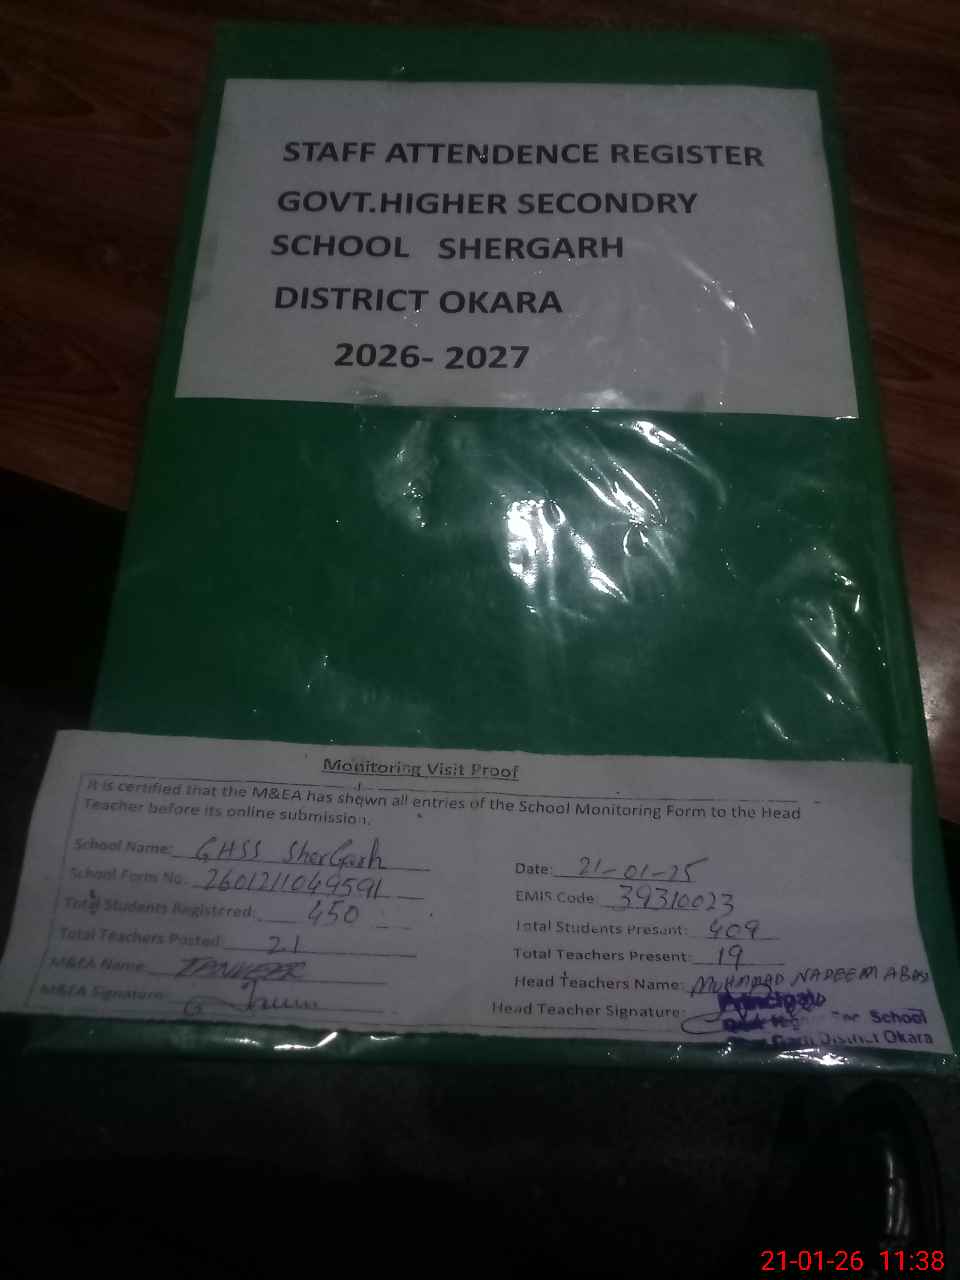 STAFF ATTENDENCE REGISTER
GOVT.HIGHER SECONDRY
SCHOOL SHERGARH
DISTRICT OKARA
2026- 2027
Monitoring Visit Proof
It is certified that the M&EA has shown all entries of the School Monitoring Form to the Head
Teacher before its online submission.
School Name: GHSS SherGarh
Date: 21-01-25
School Form No. 2601211049591
EMIS Code: 39310023
Total Students Registered: 450
Total Students Present: 409
Total Teachers Posted 21
Total Teachers Present: 19
M&EA Name: TANVEER
Head Teachers Name: MUHAMMAD NADEEM ABBAS
M&EA Signature:
Head Teacher Signature:
Principal
School
District Okara
21-01-26 11:38